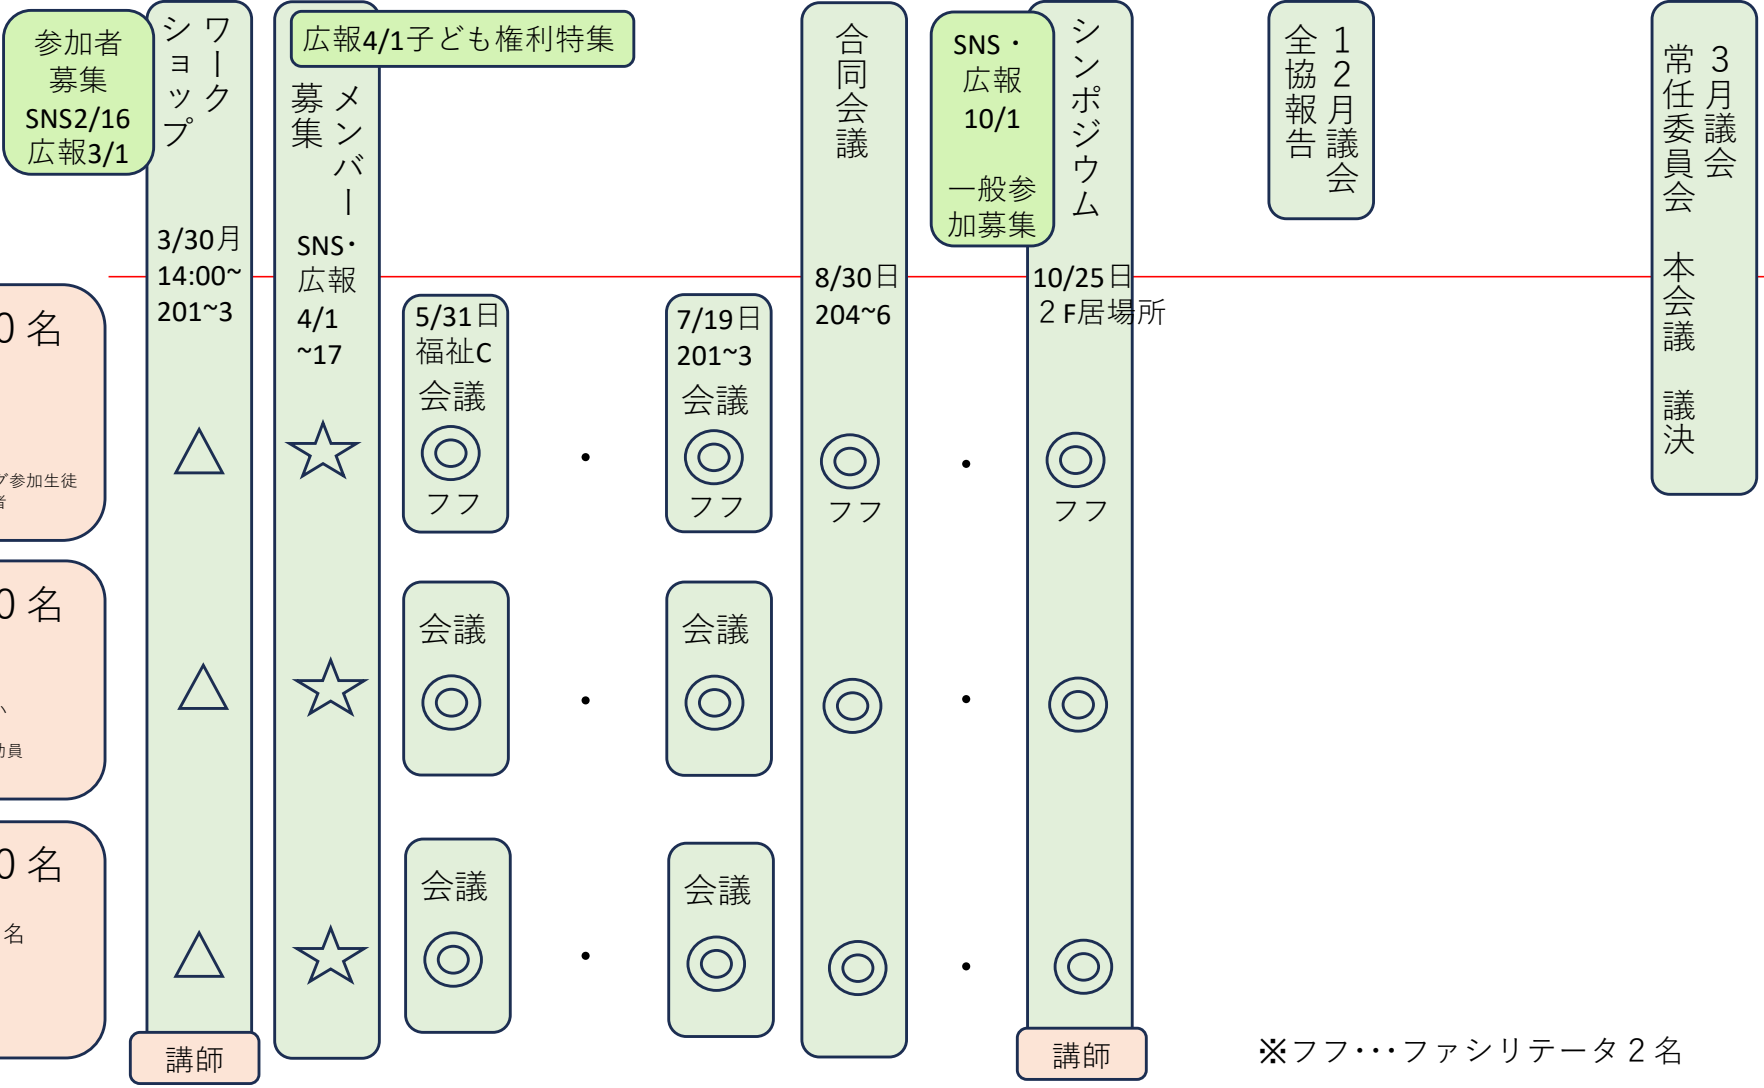 参加者
募集
SNS2/16
広報3/1
ワーク
ショップ
3/30月
14:00~
201~3
講師
広報4/1子ども権利特集
メンバー
募集
SNS・
広報
4/1
~17
5/31日
福祉C
会議
フフ
会議
会議
・
・
・
7/19日
201~3
会議
フフ
会議
会議
合同会議
8/30日
204~6
フフ
・
・
・
SNS・
広報
10/1
一般参
加募集
シンポジウム
10/25日
２F居場所
フフ
講師
１２月議会
全協報告
３月議会
常任委員会　本会議　議決
0名
グ参加生徒
者
0名
助員
0名
名
※フフ･･･ファシリテータ２名